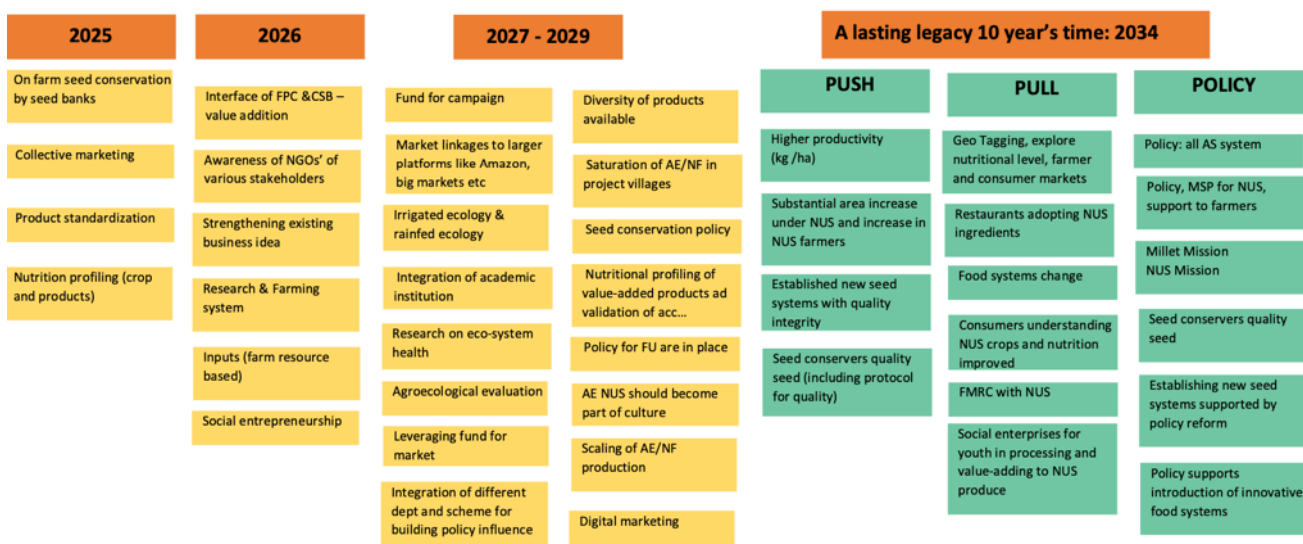 2025
On farm seed conservation
by seed banks
Collective marketing
Product standardization
Nutrition profiling (crop
and products)
2026
Interface of FPC &CSB –
value addition
Awareness of NGOs' of
various stakeholders
Strengthening existing
business idea
Research & Farming
system
Inputs (farm resource
based)
Social entrepreneurship
2027 - 2029
Fund for campaign
Market linkages to larger
platforms like Amazon,
big markets etc
Irrigated ecology &
rainfed ecology
Integration of academic
institution
Research on eco-system
health
Agroecological evaluation
Leveraging fund for
market
Integration of different
dept and scheme for
building policy influence
Diversity of products
available
Saturation of AE/NF in
project villages
Seed conservation policy
Nutritional profiling of
value-added products ad
validation of acc...
Policy for FU are in place
AE NUS should become
part of culture
Scaling of AE/NF
production
Digital marketing
A lasting legacy 10 year's time: 2034
PUSH
Higher productivity
(kg /ha)
Substantial area increase
under NUS and increase in
NUS farmers
Established new seed
systems with quality
integrity
Seed conservers quality
seed (including protocol
for quality)
PULL
Geo Tagging, explore
nutritional level, farmer
and consumer markets
Restaurants adopting NUS
ingredients
Food systems change
Consumers understanding
NUS crops and nutrition
improved
FMRC with NUS
Social enterprises for
youth in processing and
value-adding to NUS
produce
POLICY
Policy: all AS system
Policy, MSP for NUS,
support to farmers
Millet Mission
NUS Mission
Seed conservers quality
seed
Establishing new seed
systems supported by
policy reform
Policy supports
introduction of innovative
food systems